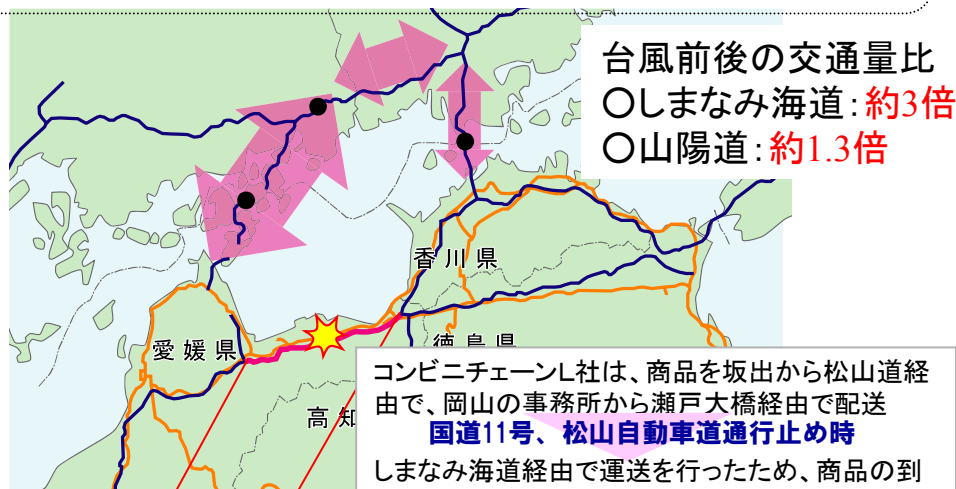 台風前後の交通量比
○しまなみ海道：約3倍
○山陽道：約1.3倍
香川県
愛媛県
徳島県
高知
コンビニチェーンL社は、商品を坂出から松山道経
由で、岡山の事務所から瀬戸大橋経由で配送
国道11号、松山自動車道通行止め時
しまなみ海道経由で運送を行ったため、商品の到